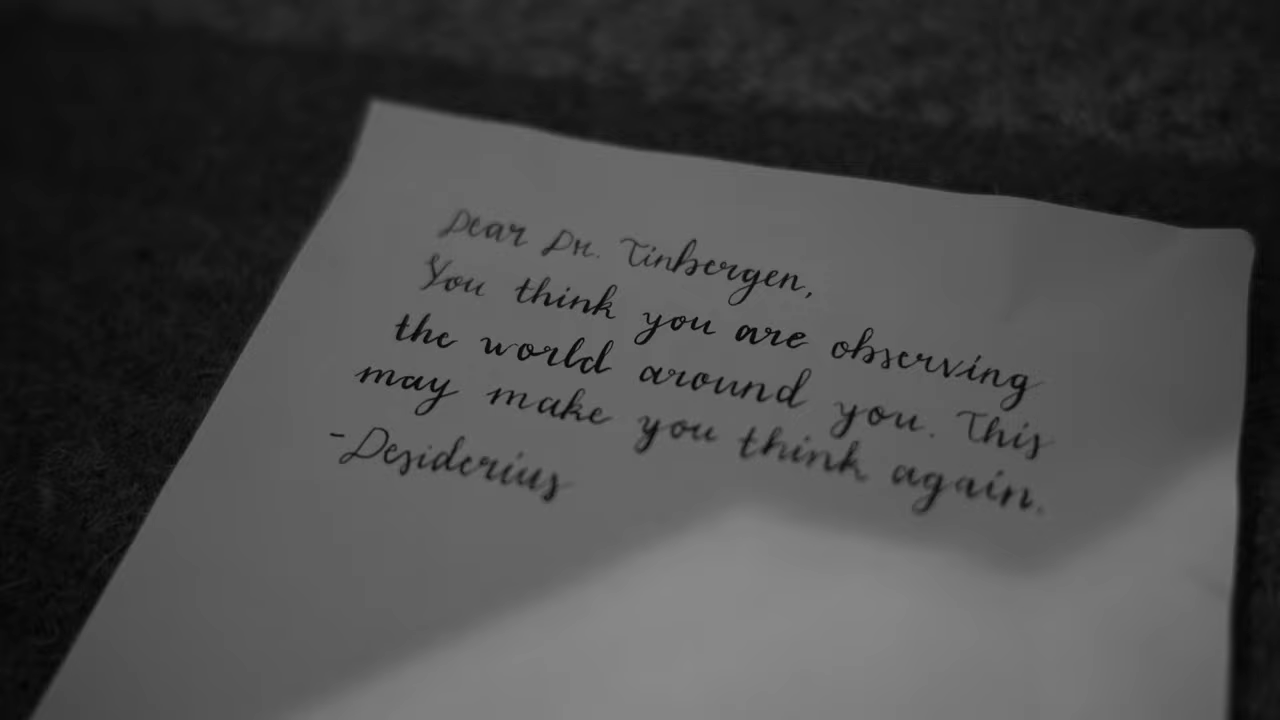 Dear Dr. Tinbergen,
You think you are observing
the world around you. This
may make you think again.
-Desiderius